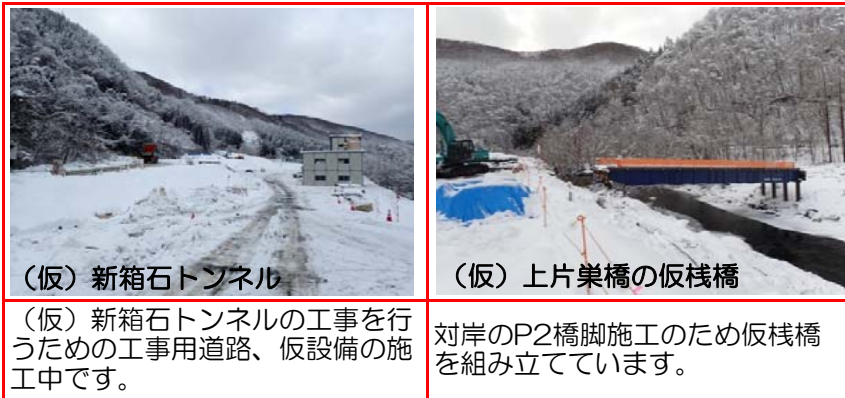 （仮）新箱石トンネル
（仮）上片巣橋の仮桟橋
（仮）新箱石トンネルの工事を行
うための工事用道路、仮設備の施
工中です。
対岸のP2橋脚施工のため仮桟橋
を組み立てています。